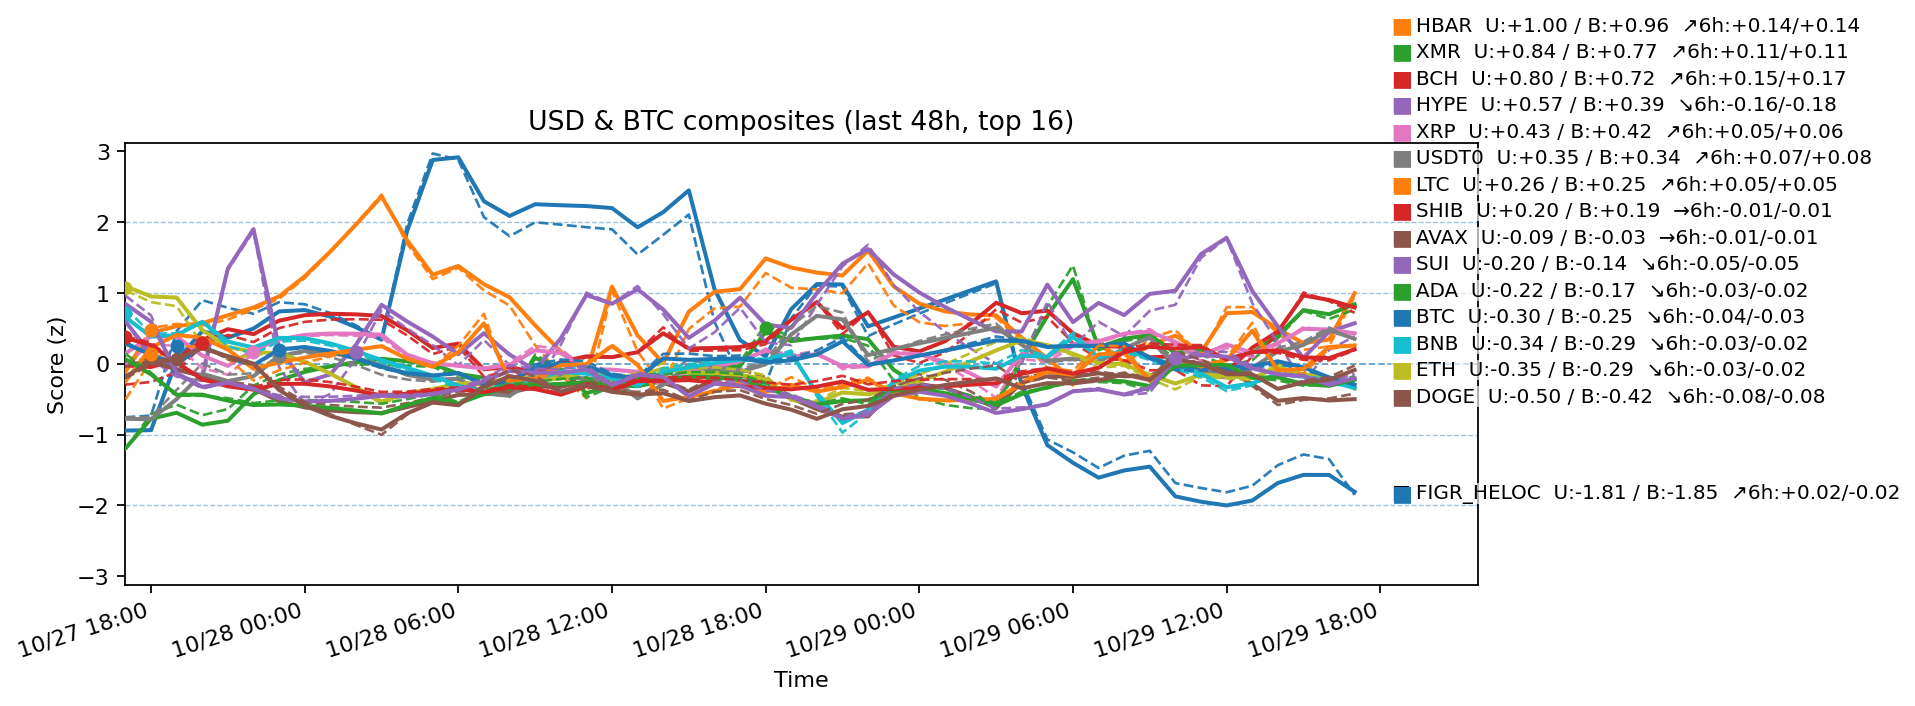 HBAR U:+1.00 / B:+0.96 ↗6h:+0.14/+0.14
XMR U:+0.84 / B:+0.77 ↗6h:+0.11/+0.11
BCH U:+0.80 / B:+0.72 ↗6h:+0.15/+0.17
HYPE U:+0.57 / B:+0.39 ↘6h:-0.16/-0.18
XRP U:+0.43 / B:+0.42 ↗6h:+0.05/+0.06
USDT0 U:+0.35 / B:+0.34 ↗6h:+0.07/+0.08
LTC U:+0.26 / B:+0.25 ↗6h:+0.05/+0.05
SHIB U:+0.20 / B:+0.19 →6h:-0.01/-0.01
AVAX U:-0.09 / B:-0.03 →6h:-0.01/-0.01
SUI U:-0.20 / B:-0.14 ↘6h:-0.05/-0.05
ADA U:-0.22 / B:-0.17 ↘6h:-0.03/-0.02
BTC U:-0.30 / B:-0.25 ↘6h:-0.04/-0.03
BNB U:-0.34 / B:-0.29 ↘6h:-0.03/-0.02
ETH U:-0.35 / B:-0.29 ↘6h:-0.03/-0.02
DOGE U:-0.50 / B:-0.42 ↘6h:-0.08/-0.08
FIGR_HELOC U:-1.81 / B:-1.85 ↗6h:+0.02/-0.02
USD & BTC composites (last 48h, top 16)
Score (z)
3
2
1
0
−1
−2
−3
10/27 18:00
10/28 00:00
10/28 06:00
10/28 12:00
10/28 18:00
10/29 00:00
10/29 06:00
10/29 12:00
10/29 18:00
Time